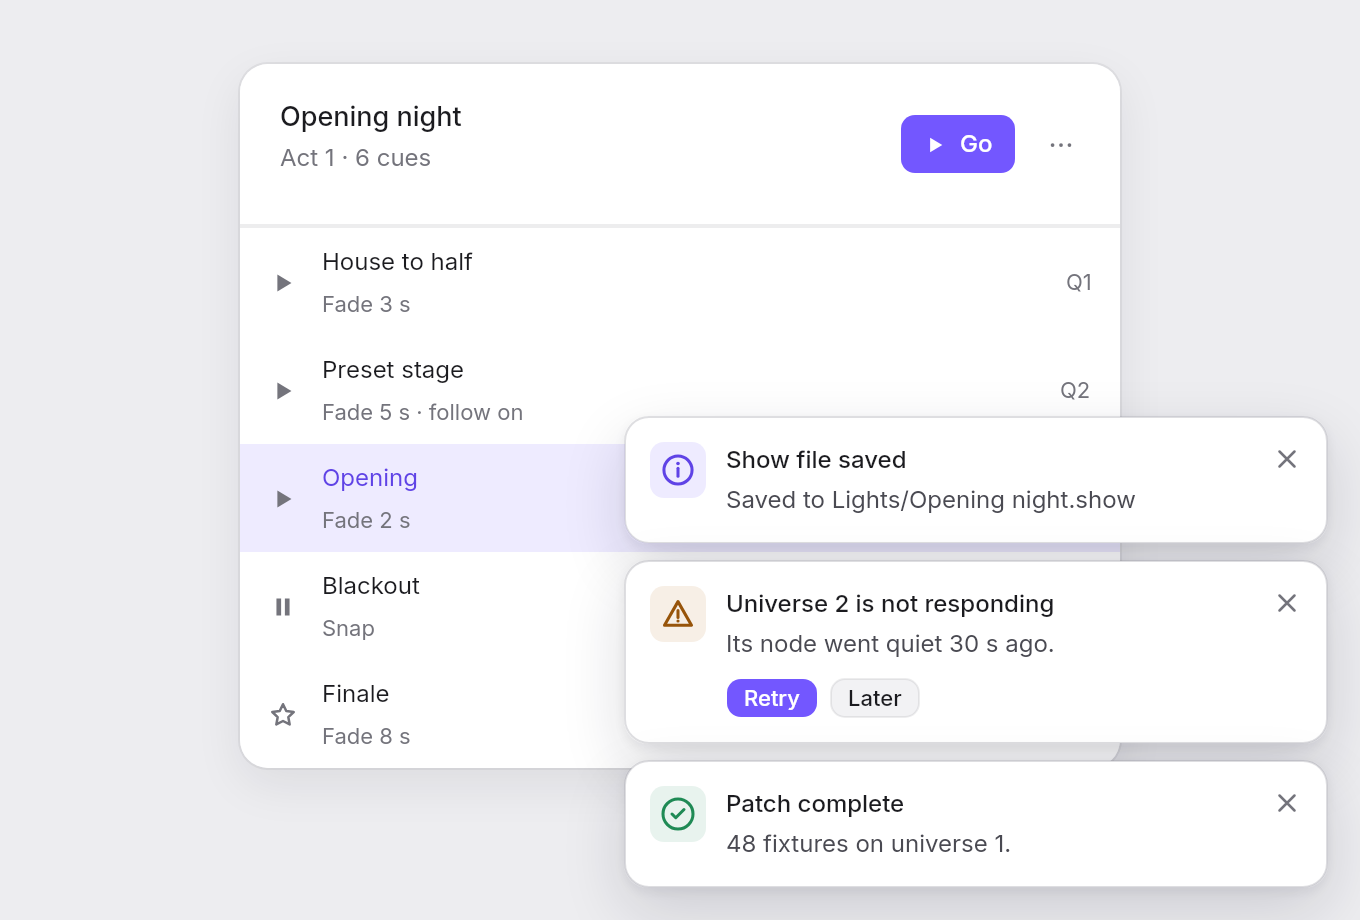 Opening night
Act 1 · 6 cues
Go
House to half
Fade 3 s
Q1
Preset stage
Fade 5 s · follow on
Q2
Opening
Fade 2 s
Blackout
Snap
Finale
Fade 8 s
Show file saved
Saved to Lights/Opening night.show
Universe 2 is not responding
Its node went quiet 30 s ago.
Retry
Later
Patch complete
48 fixtures on universe 1.